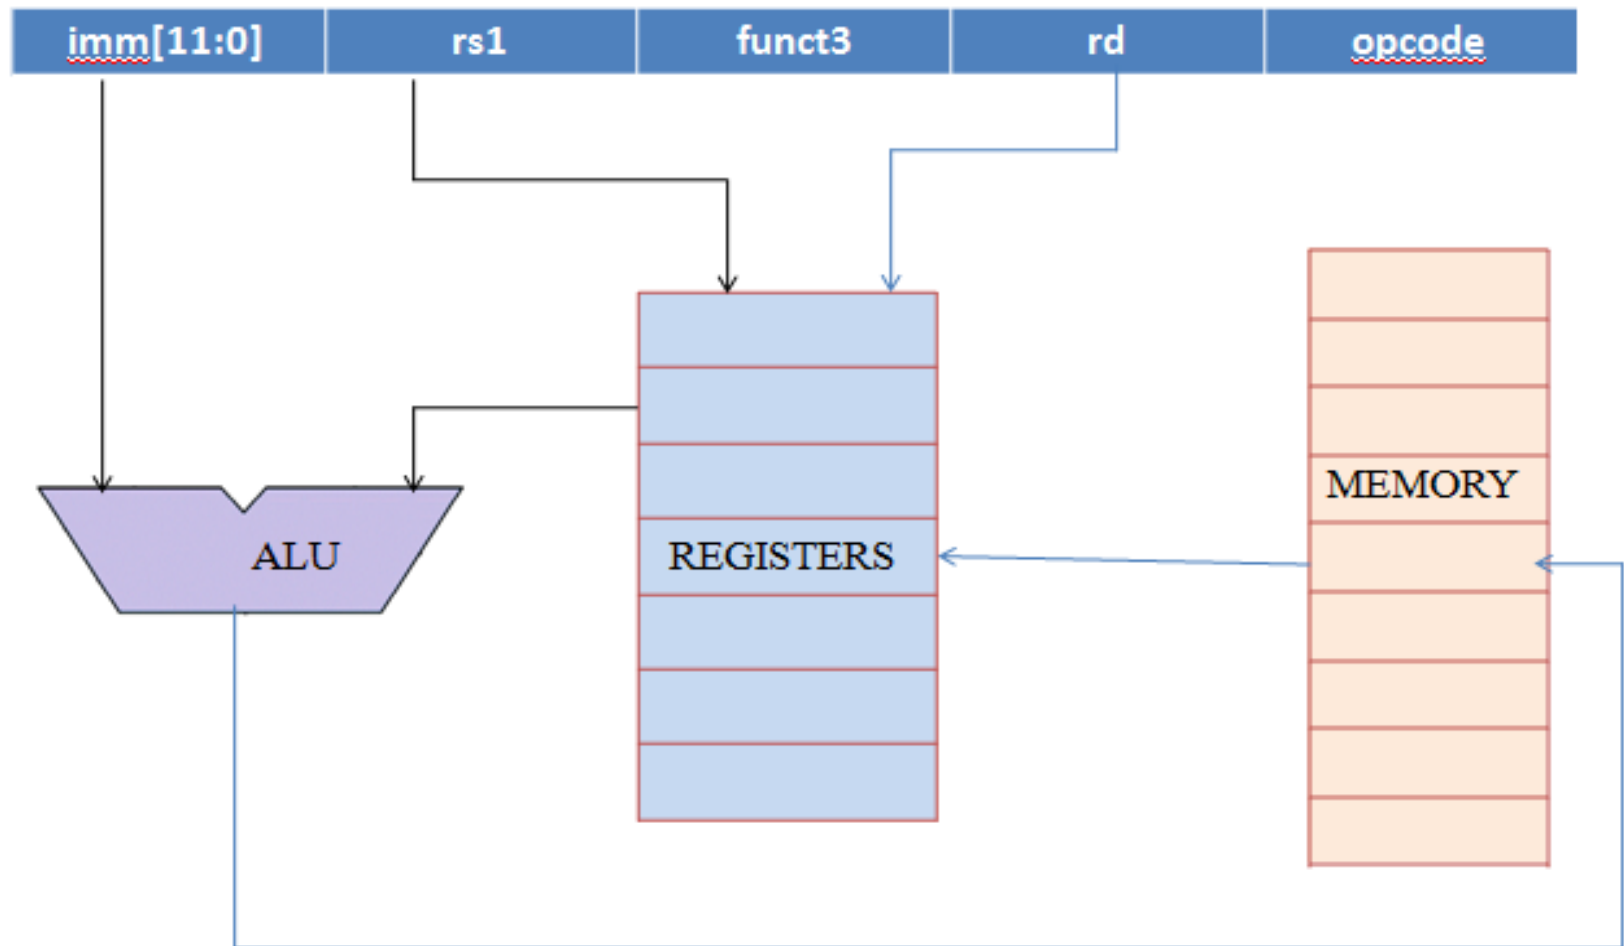 imm[11:0] rs1 funct3 rd opcode
MEMORY
ALU REGISTERS